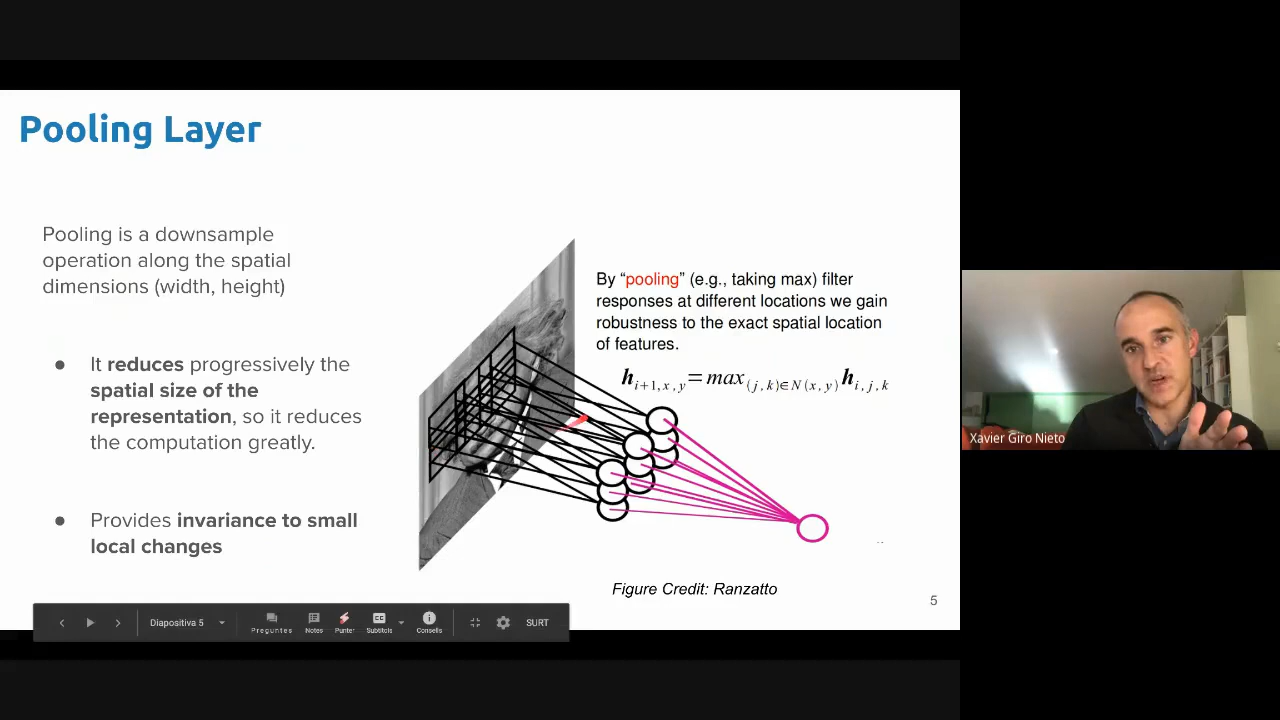 Pooling Layer
Pooling is a downsample
operation along the spatial
dimensions (width, height)
● It reduces progressively the
spatial size of the
representation, so it reduces
the computation greatly.
● Provides invariance to small
local changes
By “pooling” (e.g., taking max) filter
responses at different locations we gain
robustness to the exact spatial location
of features.
h_{i+1,x,y}=max_{(j,k)∈N(x,y)}h_{i,j,k}
Figure Credit: Ranzatto
5
Xavier Giro Nieto
Diapositiva 5
Preguntes
Notes
Punter
Subtítols
Consells
SURT